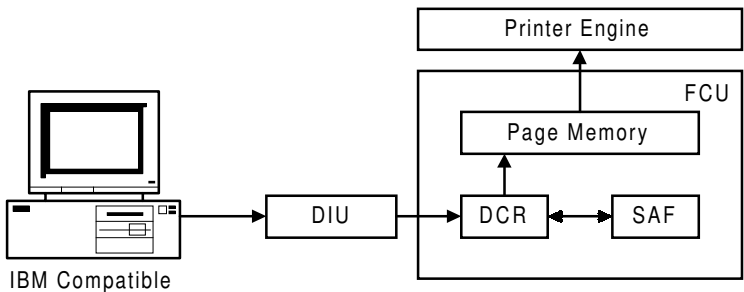 Printer Engine
FCU
Page Memory
DIU
DCR
SAF
IBM Compatible